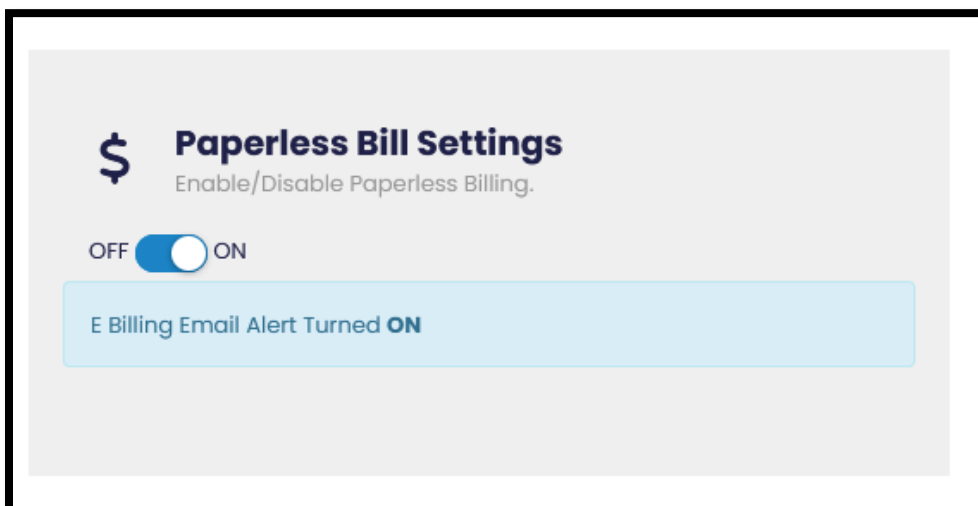 $ Paperless Bill Settings
Enable/Disable Paperless Billing.
OFF ON
E Billing Email Alert Turned ON